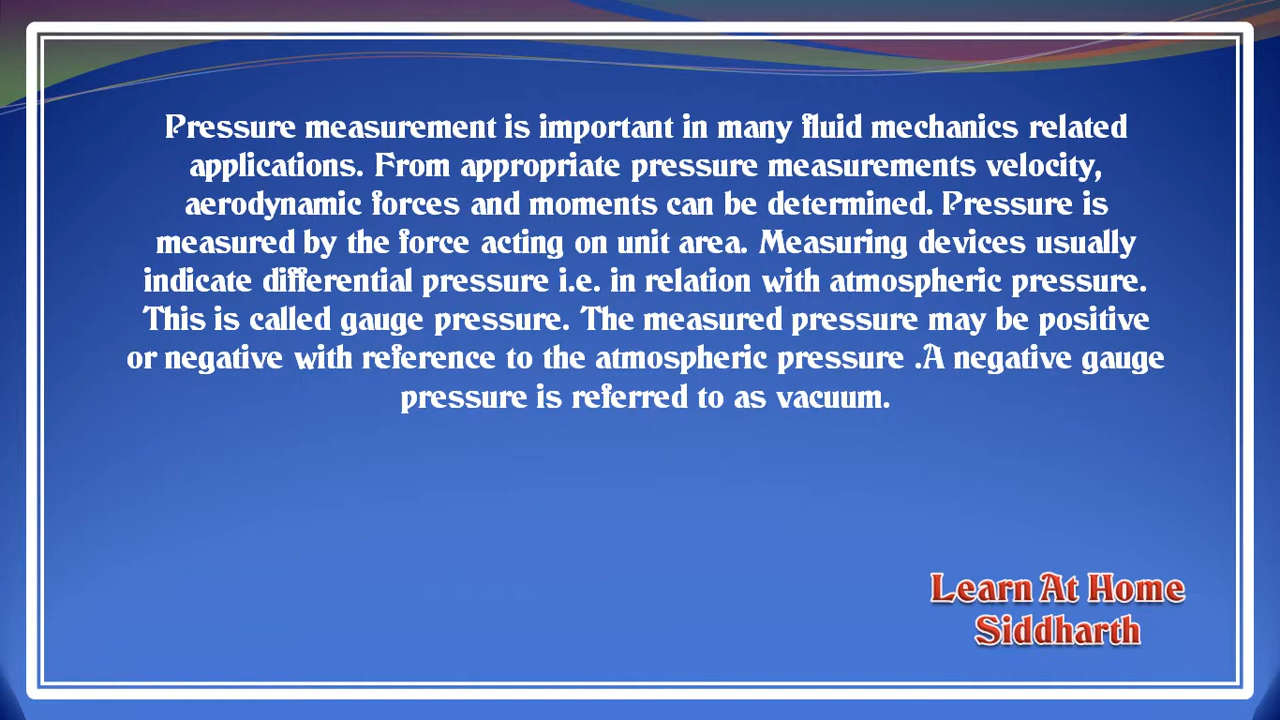 Pressure measurement is important in many fluid mechanics related
applications. From appropriate pressure measurements velocity,
aerodynamic forces and moments can be determined. Pressure is
measured by the force acting on unit area. Measuring devices usually
indicate differential pressure i.e. in relation with atmospheric pressure.
This is called gauge pressure. The measured pressure may be positive
or negative with reference to the atmospheric pressure .A negative gauge
pressure is referred to as vacuum.
Learn At Home
Siddharth